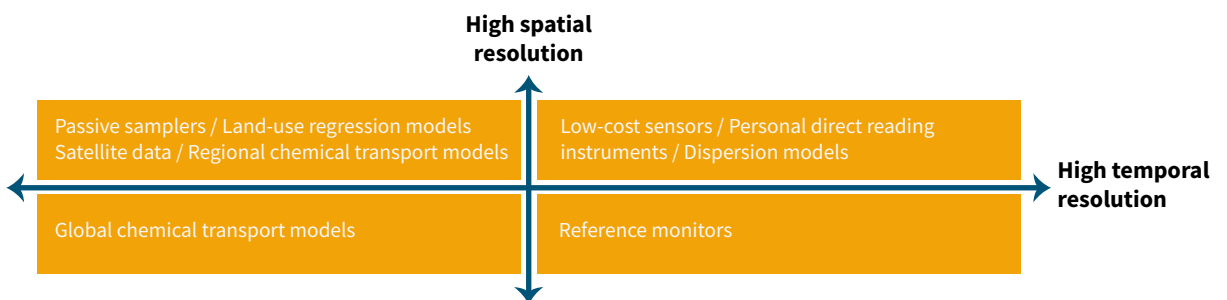 High spatial
resolution
Passive samplers / Land-use regression models
Satellite data / Regional chemical transport models
Low-cost sensors / Personal direct reading
instruments / Dispersion models
High temporal
resolution
Global chemical transport models
Reference monitors